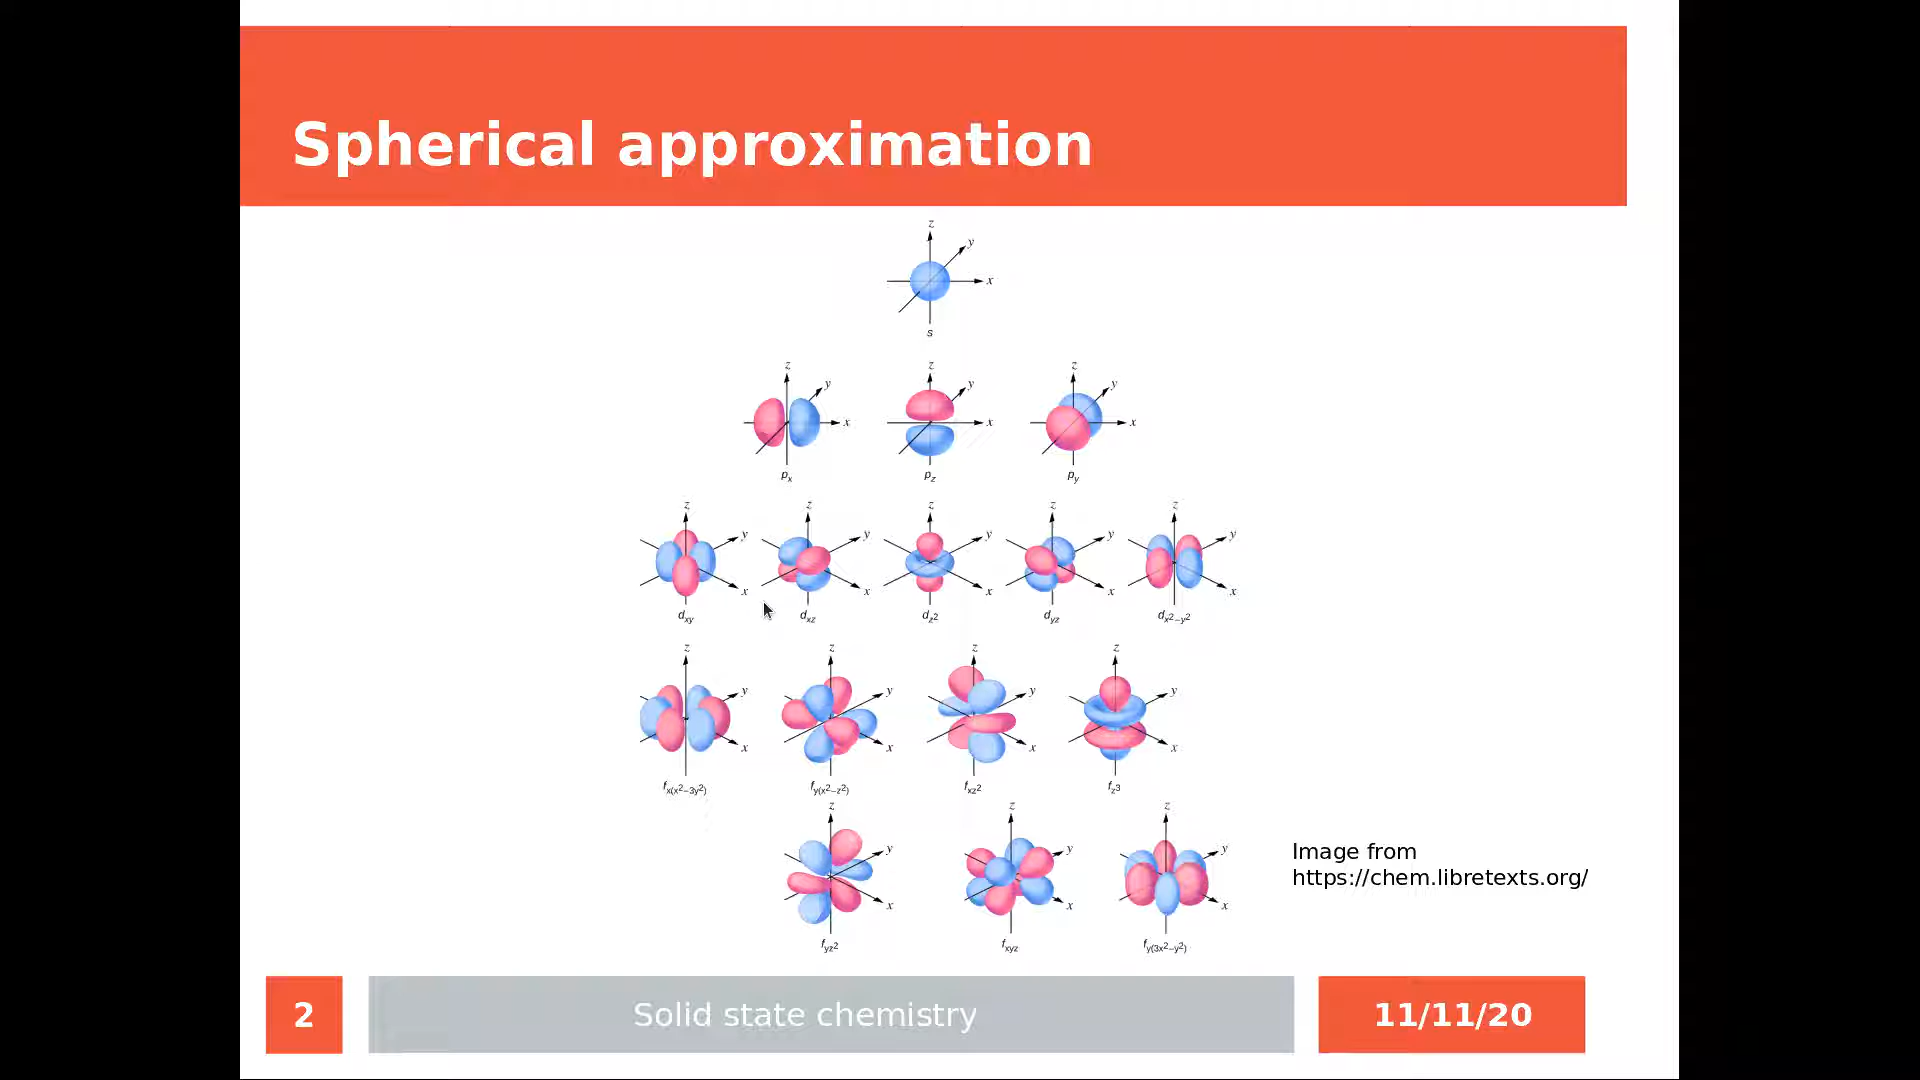 Spherical approximation
z
y
x
s
z z z
y y y
x x x
pₓ p_z p_y
z z z z z
y y y y y
x x x x x
d_xy d_xz d_z² d_yz d_x²−y²
z z z z
y y y y
x x x x
f_x(x²−3y²) f_y(x²−z²) f_xz² f_z³
z z z
y y y
x x x
f_yz² f_xyz f_y(3x²−y²)
Image from
https://chem.libretexts.org/
2 Solid state chemistry 11/11/20